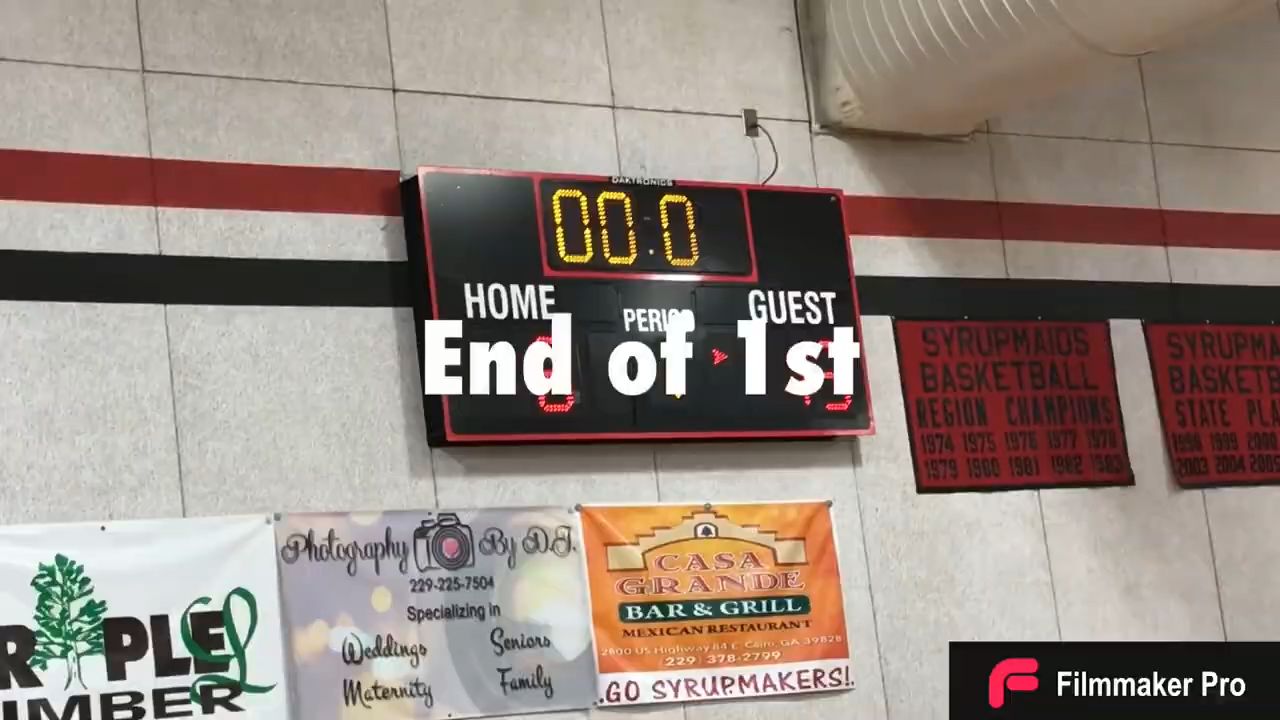 DAKTRONICS
00:0
HOME
PERIOD
GUEST
End of 1st
SYRUPMAIDS
BASKETBALL
REGION CHAMPIONS
1974 1975 1976 1977 1978
1979 1980 1981 1982 1983
SYRUPMA
BASKETB
STATE PLA
1998 1999 2000
2003 2004 2005
R PLE L
MBER
Photography By D.J.
229-225-7504
Specializing in
Weddings Seniors
Maternity Family
CASA
GRANDE
BAR & GRILL
MEXICAN RESTAURANT
2800 US Highway 84 E. Cairo, GA 39828
(229) 378-2799
GO SYRUPMAKERS!
Filmmaker Pro